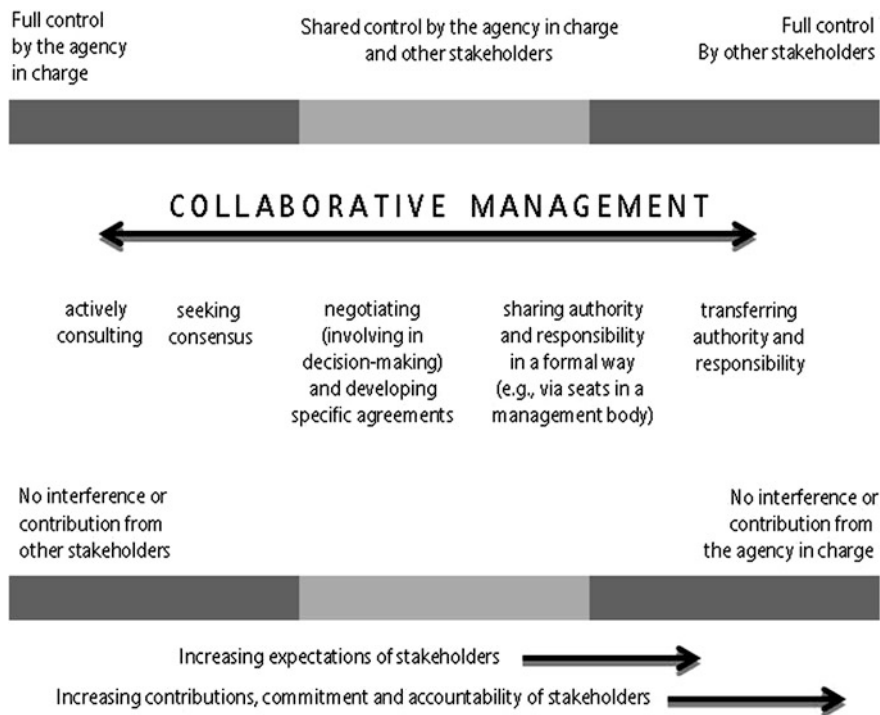 Full control
by the agency
in charge
Shared control by the agency in charge
and other stakeholders
Full control
By other stakeholders
COLLABORATIVE MANAGEMENT
actively
consulting
seeking
consensus
negotiating
(involving in
decision-making)
and developing
specific agreements
sharing authority
and responsibility
in a formal way
(e.g., via seats in a
management body)
transferring
authority and
responsibility
No interference or
contribution from
other stakeholders
No interference or
contribution from
the agency in charge
Increasing expectations of stakeholders
Increasing contributions, commitment and accountability of stakeholders